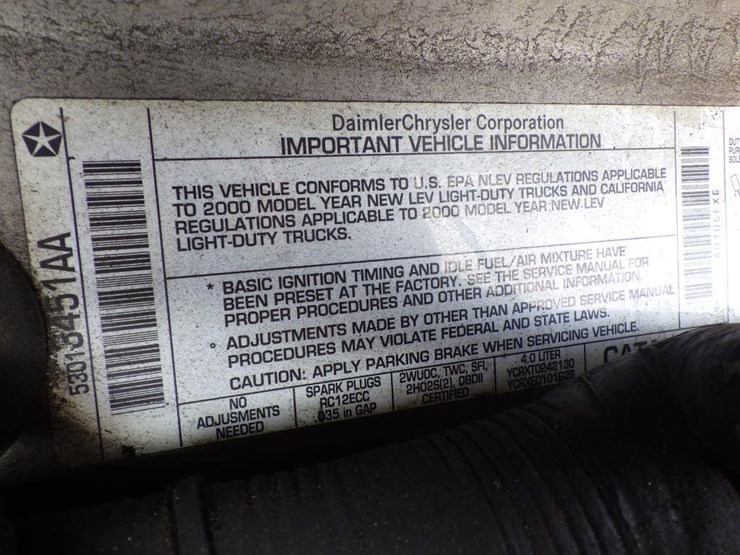 DaimlerChrysler Corporation
IMPORTANT VEHICLE INFORMATION
THIS VEHICLE CONFORMS TO U.S. EPA NLEV REGULATIONS APPLICABLE
TO 2000 MODEL YEAR NEW LEV LIGHT-DUTY TRUCKS AND CALIFORNIA
REGULATIONS APPLICABLE TO 2000 MODEL YEAR NEW LEV
LIGHT-DUTY TRUCKS.
* BASIC IGNITION TIMING AND IDLE FUEL/AIR MIXTURE HAVE
BEEN PRESET AT THE FACTORY. SEE THE SERVICE MANUAL FOR
PROPER PROCEDURES AND OTHER ADDITIONAL INFORMATION.
° ADJUSTMENTS MADE BY OTHER THAN APPROVED SERVICE MANUAL
PROCEDURES MAY VIOLATE FEDERAL AND STATE LAWS.
CAUTION: APPLY PARKING BRAKE WHEN SERVICING VEHICLE.
NO
ADJUSMENTS
NEEDED
SPARK PLUGS
RC12ECC
.035 in GAP
2WUOC, TWC, SFI,
2HO2S(2), OBDII
CERTIFIED
4.0 LITER
YCRXT0242130
YCRXE0101G2S